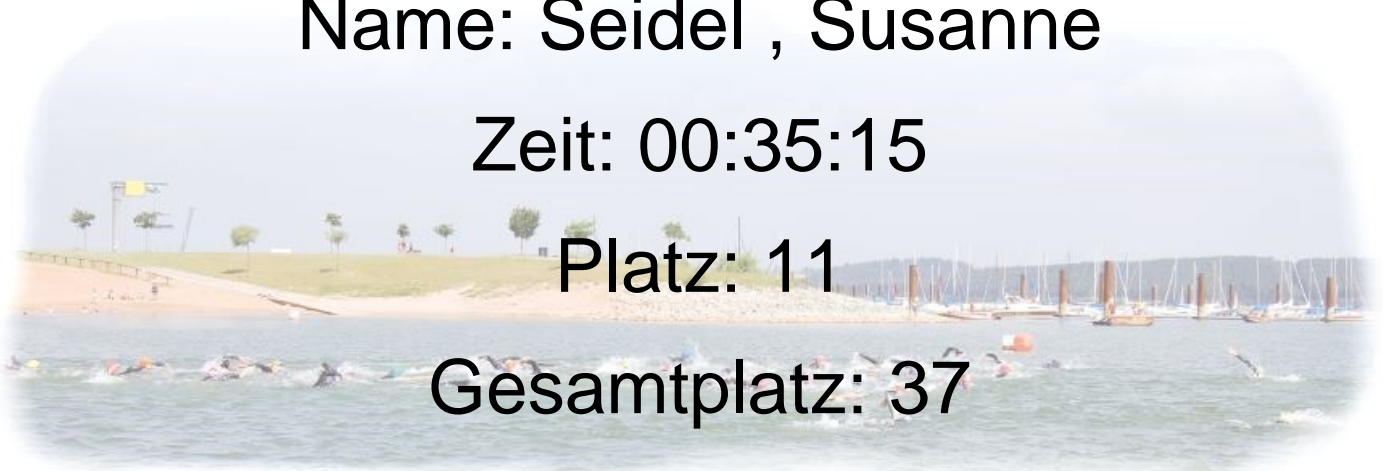 Name: Seidel , Susanne
Zeit: 00:35:15
Platz: 11
Gesamtplatz: 37